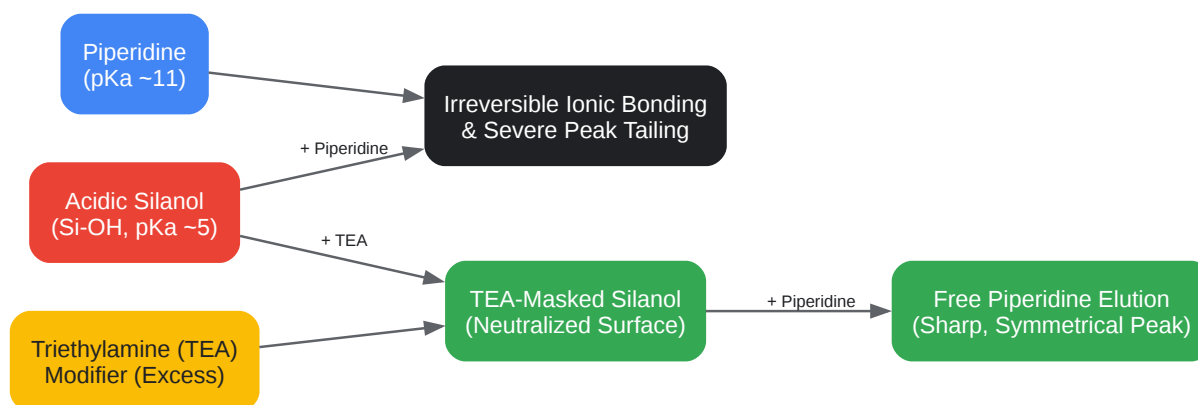 Piperidine
(pKa ~11)
Irreversible Ionic Bonding
& Severe Peak Tailing
+ Piperidine
Acidic Silanol
(Si-OH, pKa ~5)
+ TEA
TEA-Masked Silanol
(Neutralized Surface)
+ Piperidine
Free Piperidine Elution
(Sharp, Symmetrical Peak)
Triethylamine (TEA)
Modifier (Excess)